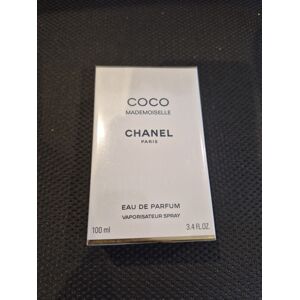 COCO
MADEMOISELLE
CHANEL
PARIS
EAU DE PARFUM
VAPORISATEUR SPRAY
100 ml 3.4 FL.OZ.